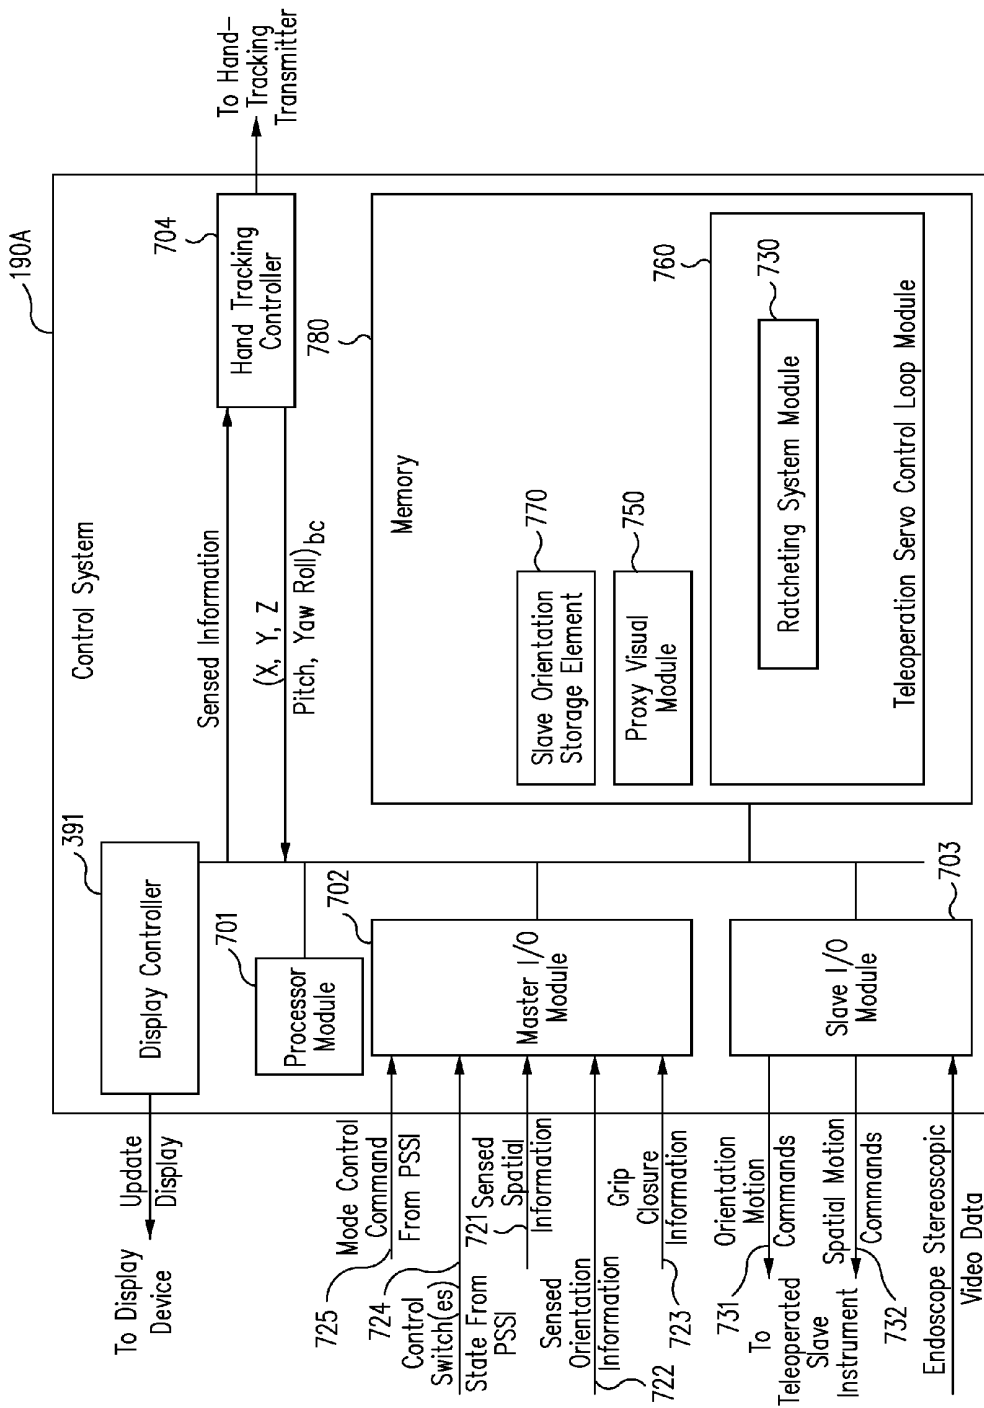 190A
Control System
To Display
Device
Update
Display
Display Controller
391
Sensed Information
(X, Y, Z
Pitch, Yaw Roll)bc
Hand Tracking
Controller
704
To Hand-
Tracking
Transmitter
Processor
Module
701
Mode Control
Command
From PSSI
725
724
Control
Switch(es)
State From
PSSI
721
Sensed
Spatial
Information
Sensed
Orientation
Information
722
Grip
Closure
Information
723
Master I/O
Module
702
Memory
780
Slave Orientation
Storage Element
770
Proxy Visual
Module
750
760
Ratcheting System Module
730
Teleoperation Servo Control Loop Module
Orientation
Motion
Commands
731
To
Teleoperated
Slave
Instrument
Spatial Motion
Commands
732
Endoscope Stereoscopic
Video Data
Slave I/O
Module
703